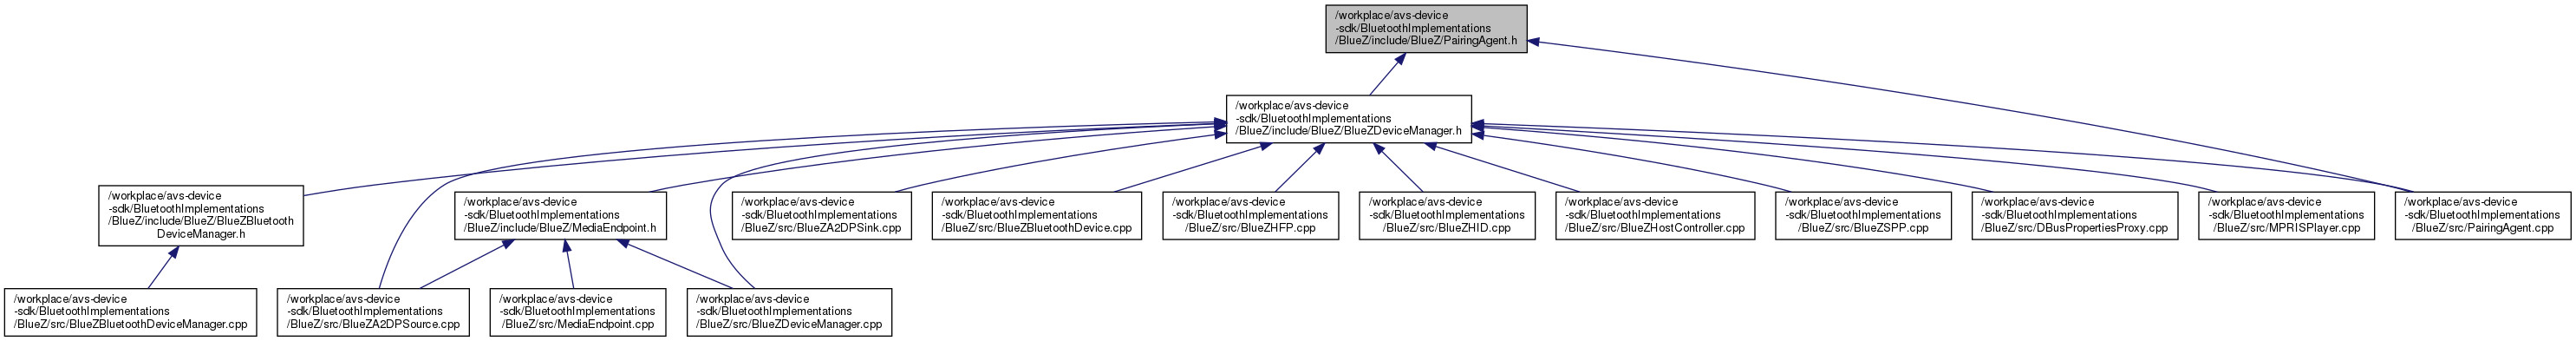 /workplace/avs-device
-sdk/BluetoothImplementations
/BlueZ/include/BlueZ/PairingAgent.h
/workplace/avs-device
-sdk/BluetoothImplementations
/BlueZ/include/BlueZ/BlueZDeviceManager.h
/workplace/avs-device
-sdk/BluetoothImplementations
/BlueZ/include/BlueZ/BlueZBluetooth
DeviceManager.h
/workplace/avs-device
-sdk/BluetoothImplementations
/BlueZ/include/BlueZ/MediaEndpoint.h
/workplace/avs-device
-sdk/BluetoothImplementations
/BlueZ/src/BlueZA2DPSink.cpp
/workplace/avs-device
-sdk/BluetoothImplementations
/BlueZ/src/BlueZBluetoothDevice.cpp
/workplace/avs-device
-sdk/BluetoothImplementations
/BlueZ/src/BlueZHFP.cpp
/workplace/avs-device
-sdk/BluetoothImplementations
/BlueZ/src/BlueZHID.cpp
/workplace/avs-device
-sdk/BluetoothImplementations
/BlueZ/src/BlueZHostController.cpp
/workplace/avs-device
-sdk/BluetoothImplementations
/BlueZ/src/BlueZSPP.cpp
/workplace/avs-device
-sdk/BluetoothImplementations
/BlueZ/src/DBusPropertiesProxy.cpp
/workplace/avs-device
-sdk/BluetoothImplementations
/BlueZ/src/MPRISPlayer.cpp
/workplace/avs-device
-sdk/BluetoothImplementations
/BlueZ/src/PairingAgent.cpp
/workplace/avs-device
-sdk/BluetoothImplementations
/BlueZ/src/BlueZBluetoothDeviceManager.cpp
/workplace/avs-device
-sdk/BluetoothImplementations
/BlueZ/src/BlueZA2DPSource.cpp
/workplace/avs-device
-sdk/BluetoothImplementations
/BlueZ/src/MediaEndpoint.cpp
/workplace/avs-device
-sdk/BluetoothImplementations
/BlueZ/src/BlueZDeviceManager.cpp